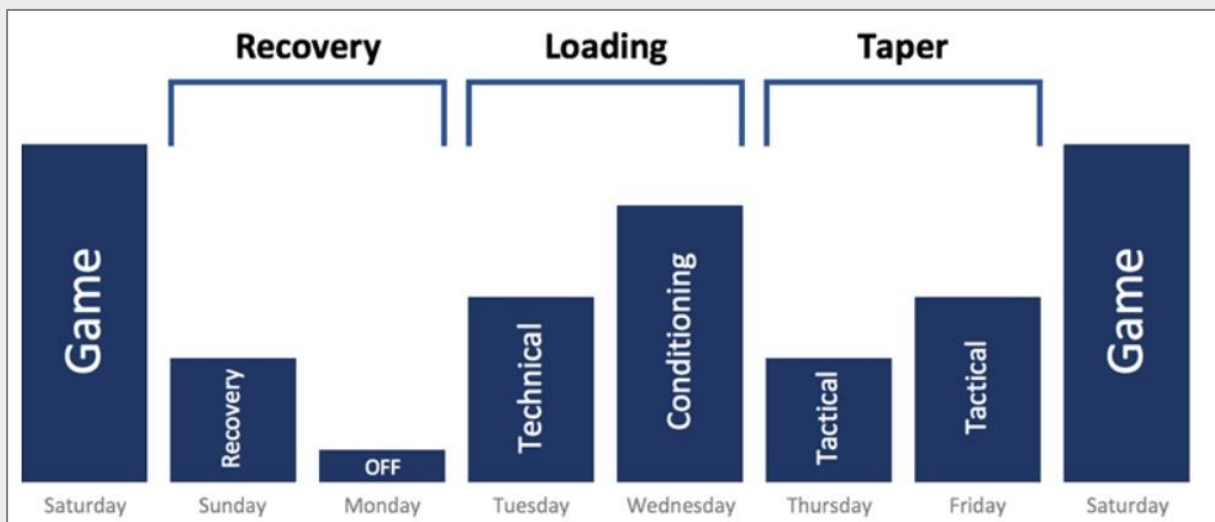 Recovery Loading Taper
Game
Recovery
OFF
Technical
Conditioning
Tactical
Tactical
Game
Saturday Sunday Monday Tuesday Wednesday Thursday Friday Saturday